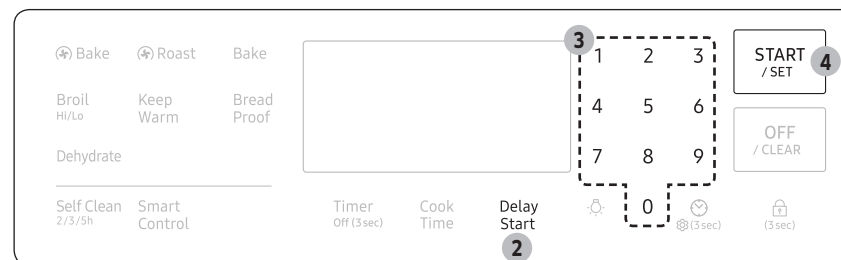 Bake Roast Bake
Broil Keep Bread
Hi/Lo Warm Proof
Dehydrate
Self Clean Smart
2/3/5h Control
Timer Cook Delay
Off (3 sec) Time Start
2
3
1 2 3
4 5 6
7 8 9
0
(3 sec)
START
/ SET
4
OFF
/ CLEAR
(3 sec)